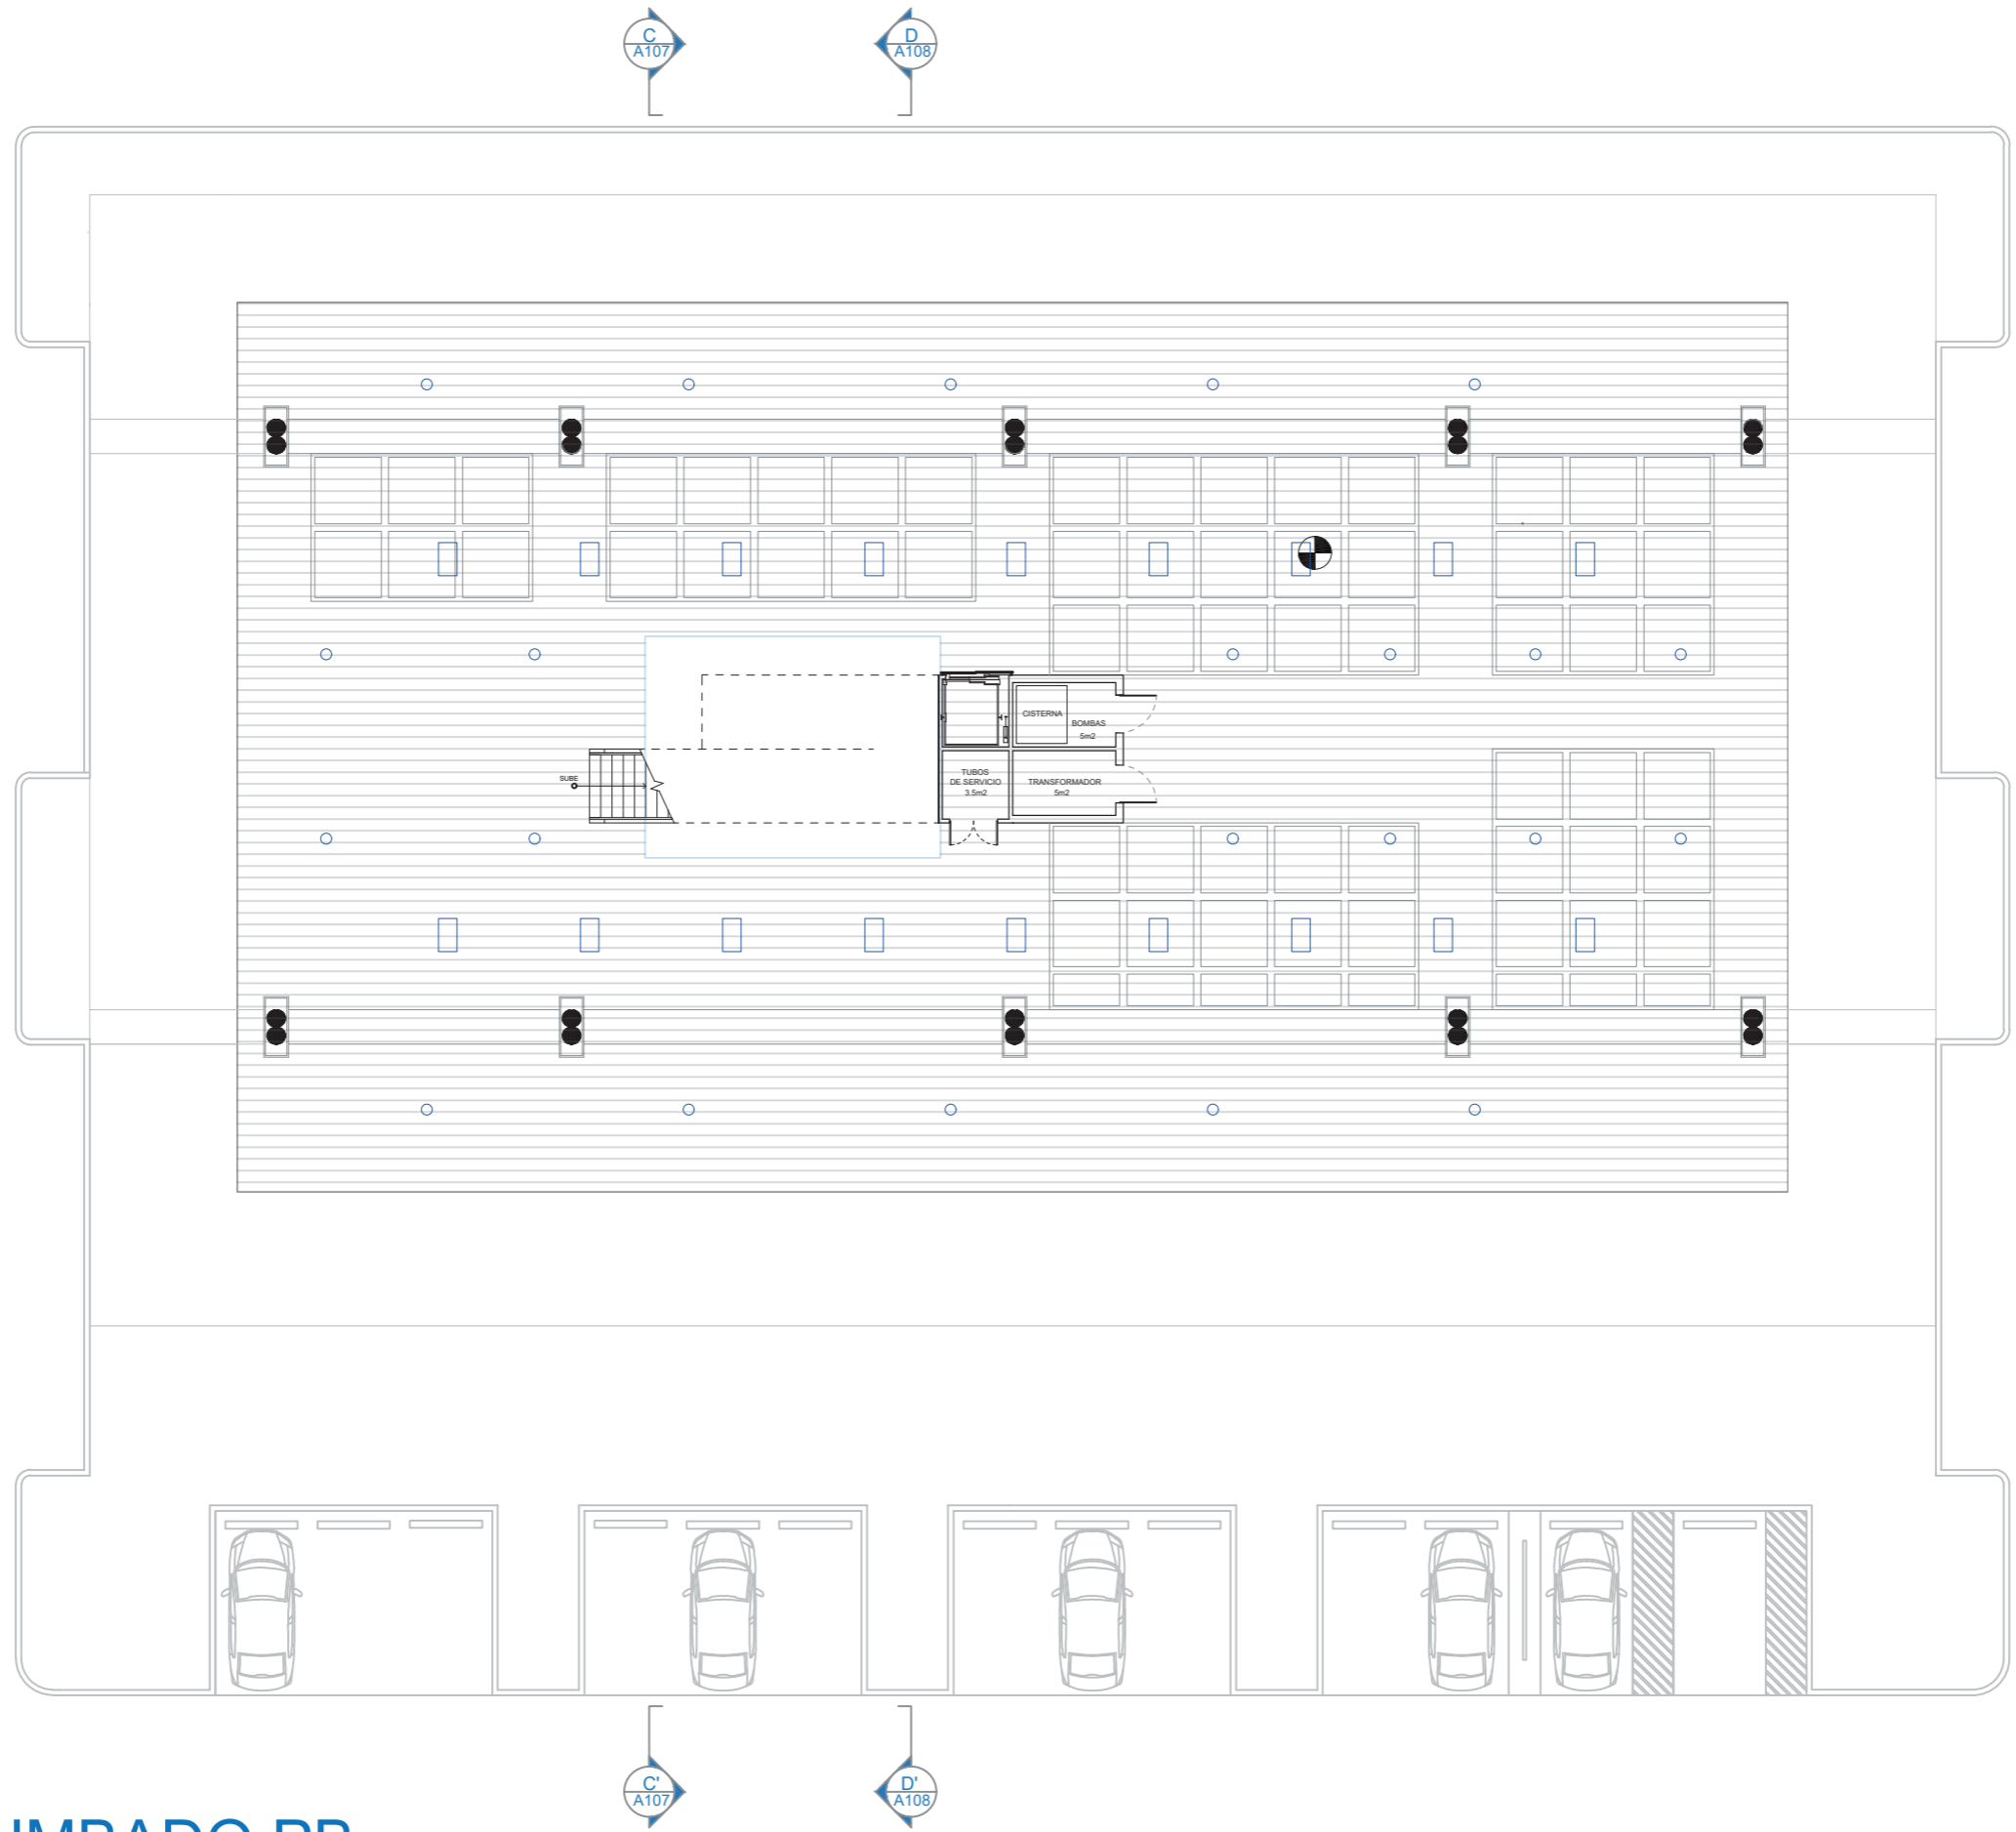 C
A107
D
A108
CISTERNA
BOMBAS
5m2
SUBE
TUBOS
DE SERVICIO
3.5m2
TRANSFORMADOR
5m2
C'
A107
D'
A108